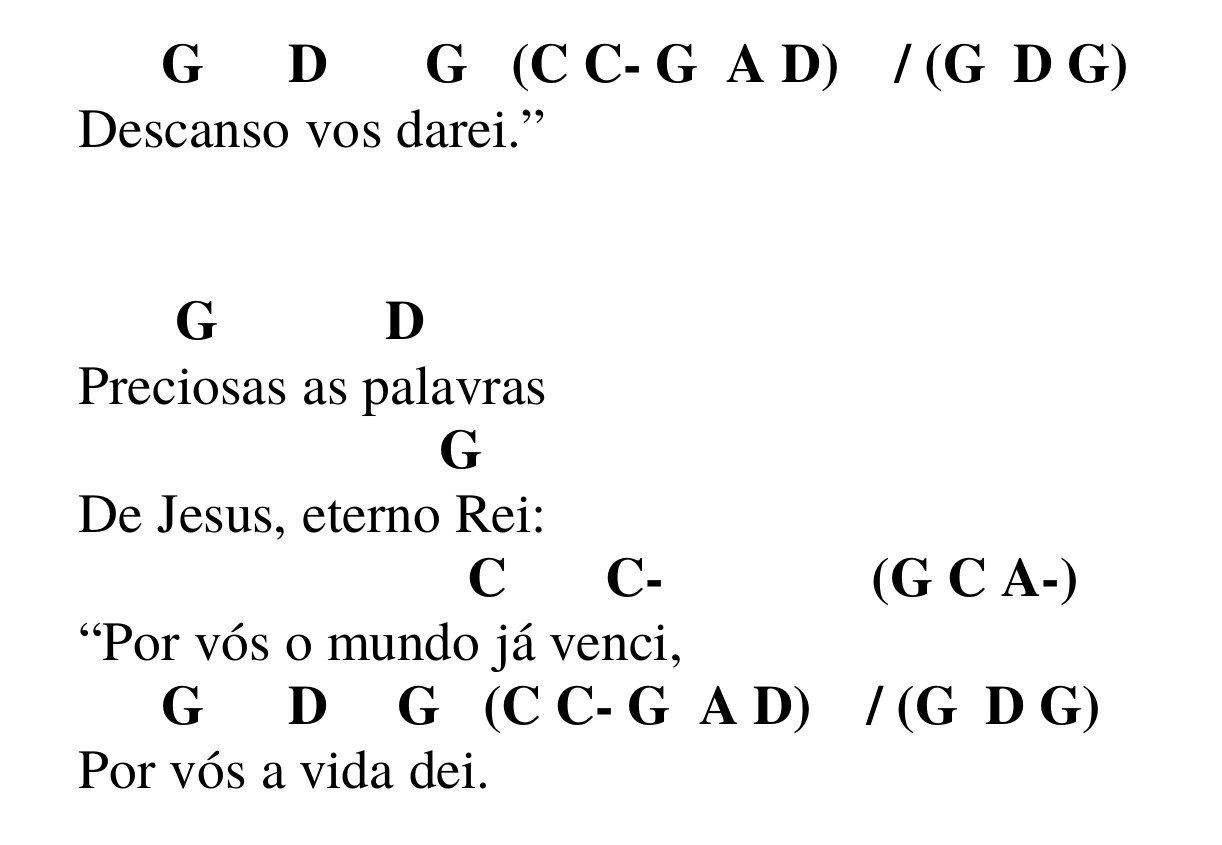 G D G (C C- G A D) / (G D G)
Descanso vos darei.”
G D
Preciosas as palavras
G
De Jesus, eterno Rei:
C C- (G C A-)
“Por vós o mundo já venci,
G D G (C C- G A D) / (G D G)
Por vós a vida dei.